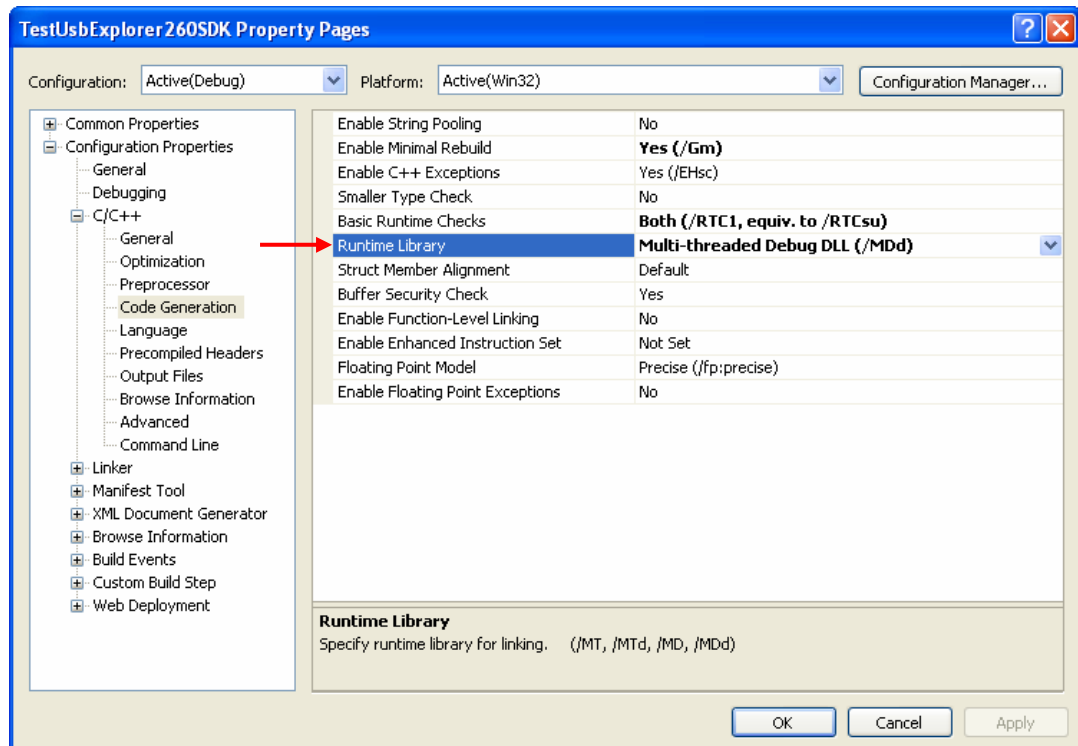 TestUsbExplorer260SDK Property Pages
Configuration: Active(Debug) Platform: Active(Win32) Configuration Manager...
Common Properties
Configuration Properties
General
Debugging
C/C++
General
Optimization
Preprocessor
Code Generation
Language
Precompiled Headers
Output Files
Browse Information
Advanced
Command Line
Linker
Manifest Tool
XML Document Generator
Browse Information
Build Events
Custom Build Step
Web Deployment
Enable String Pooling No
Enable Minimal Rebuild Yes (/Gm)
Enable C++ Exceptions Yes (/EHsc)
Smaller Type Check No
Basic Runtime Checks Both (/RTC1, equiv. to /RTCsu)
Runtime Library Multi-threaded Debug DLL (/MDd)
Struct Member Alignment Default
Buffer Security Check Yes
Enable Function-Level Linking No
Enable Enhanced Instruction Set Not Set
Floating Point Model Precise (/fp:precise)
Enable Floating Point Exceptions No
Runtime Library
Specify runtime library for linking. (/MT, /MTd, /MD, /MDd)
OK Cancel Apply